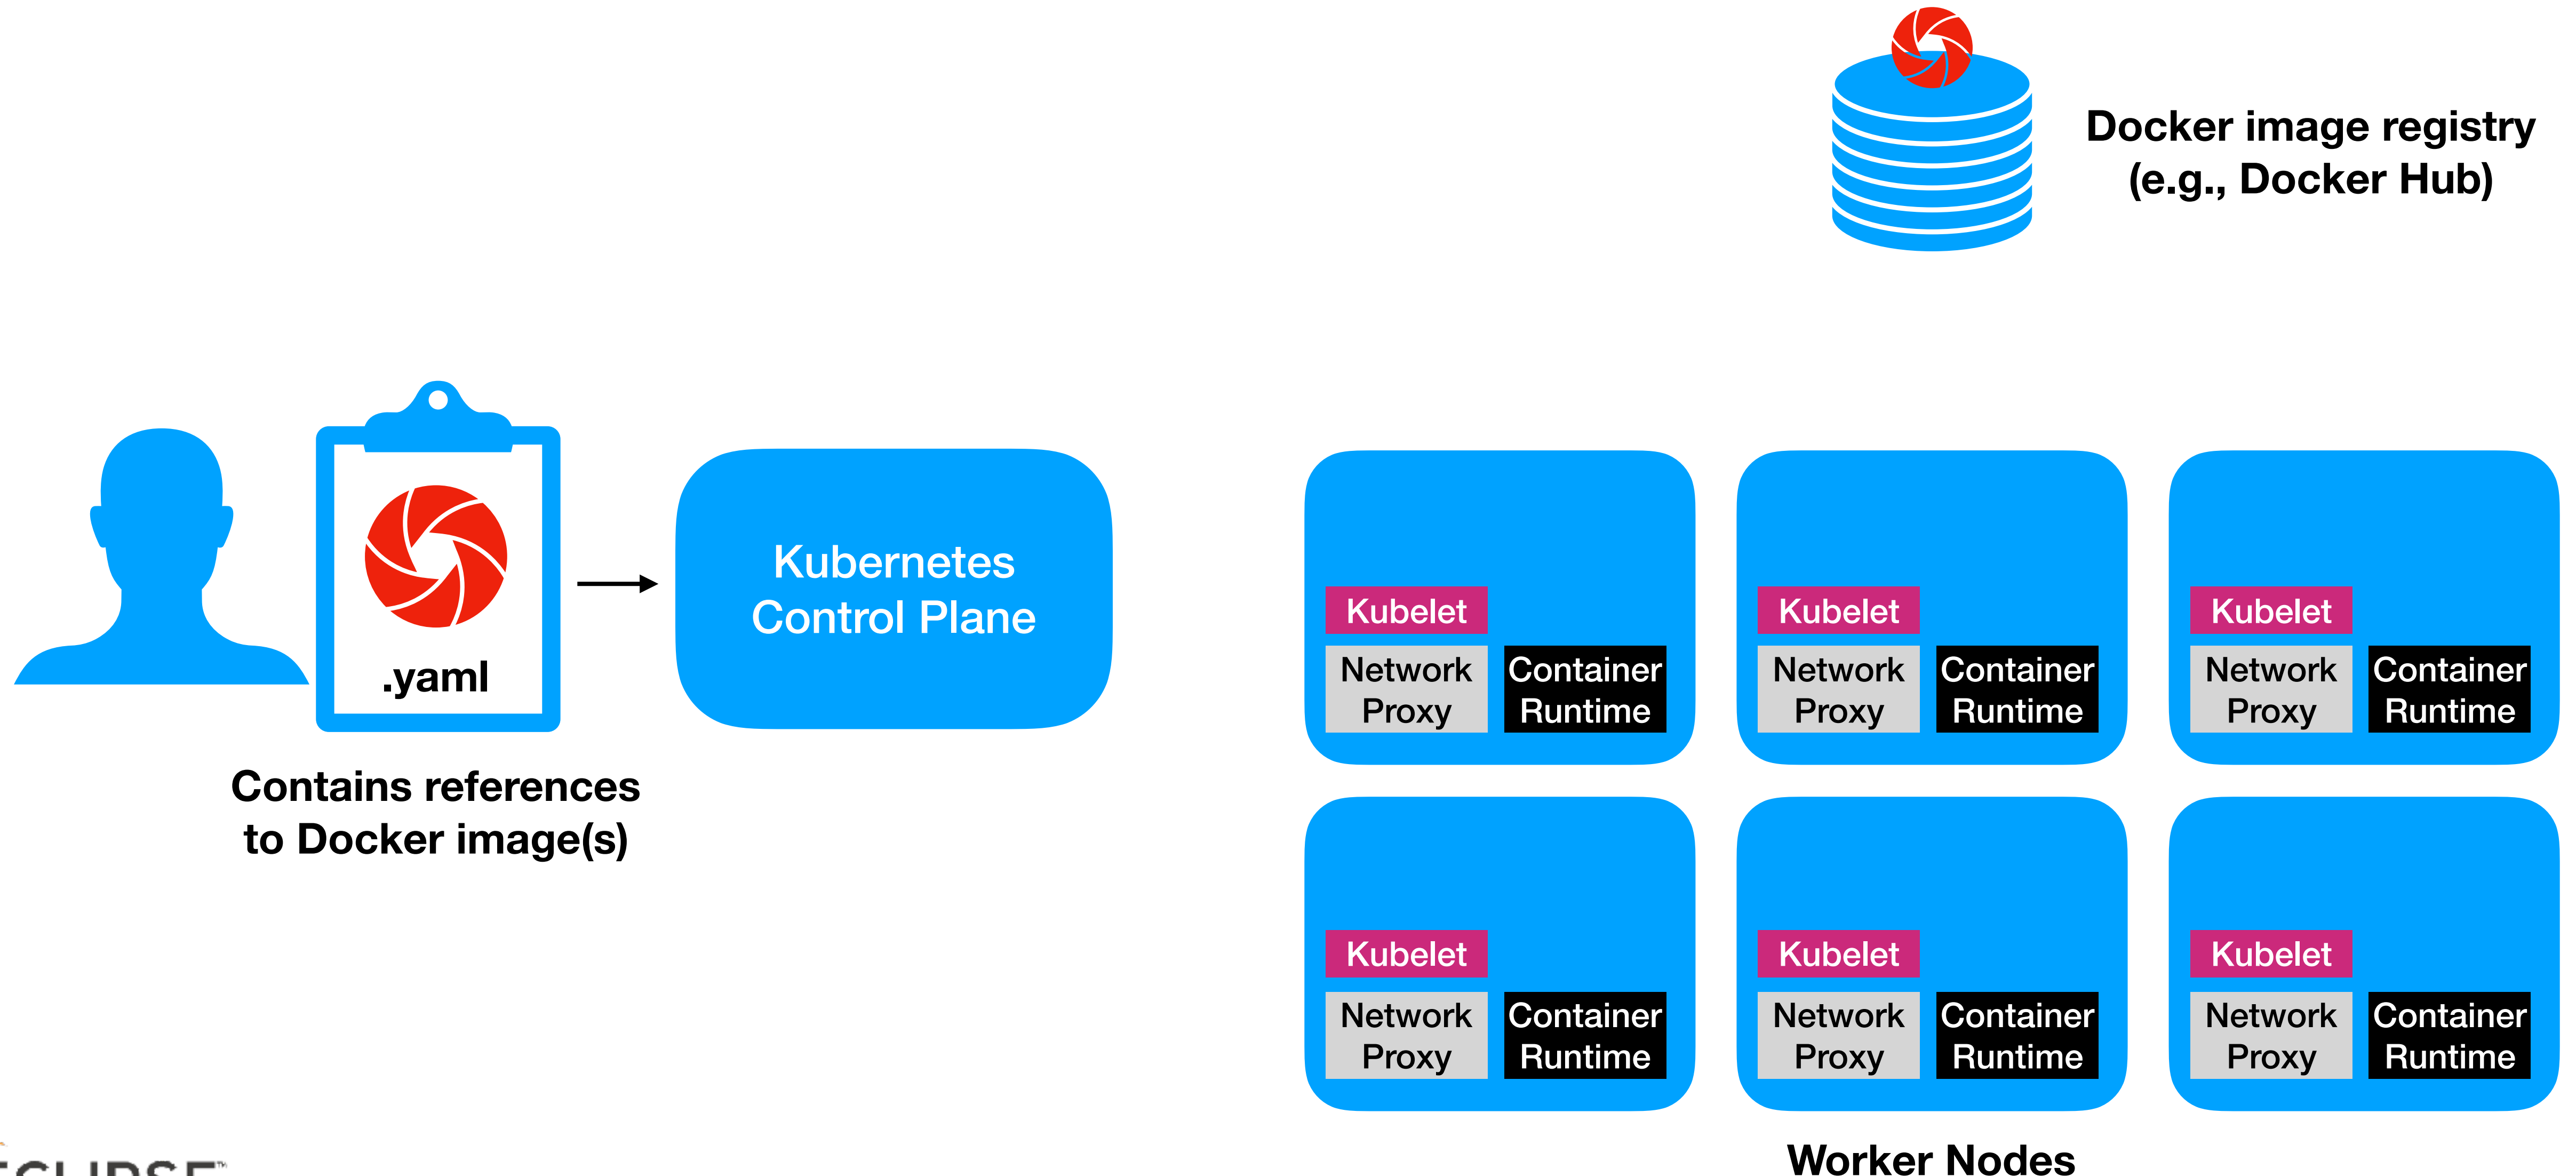 Docker image registry
(e.g., Docker Hub)
.yaml
Contains references
to Docker image(s)
Kubernetes
Control Plane
Kubelet
Network
Proxy
Container
Runtime
Kubelet
Network
Proxy
Container
Runtime
Kubelet
Network
Proxy
Container
Runtime
Kubelet
Network
Proxy
Container
Runtime
Kubelet
Network
Proxy
Container
Runtime
Kubelet
Network
Proxy
Container
Runtime
Worker Nodes
ECLIPSE™